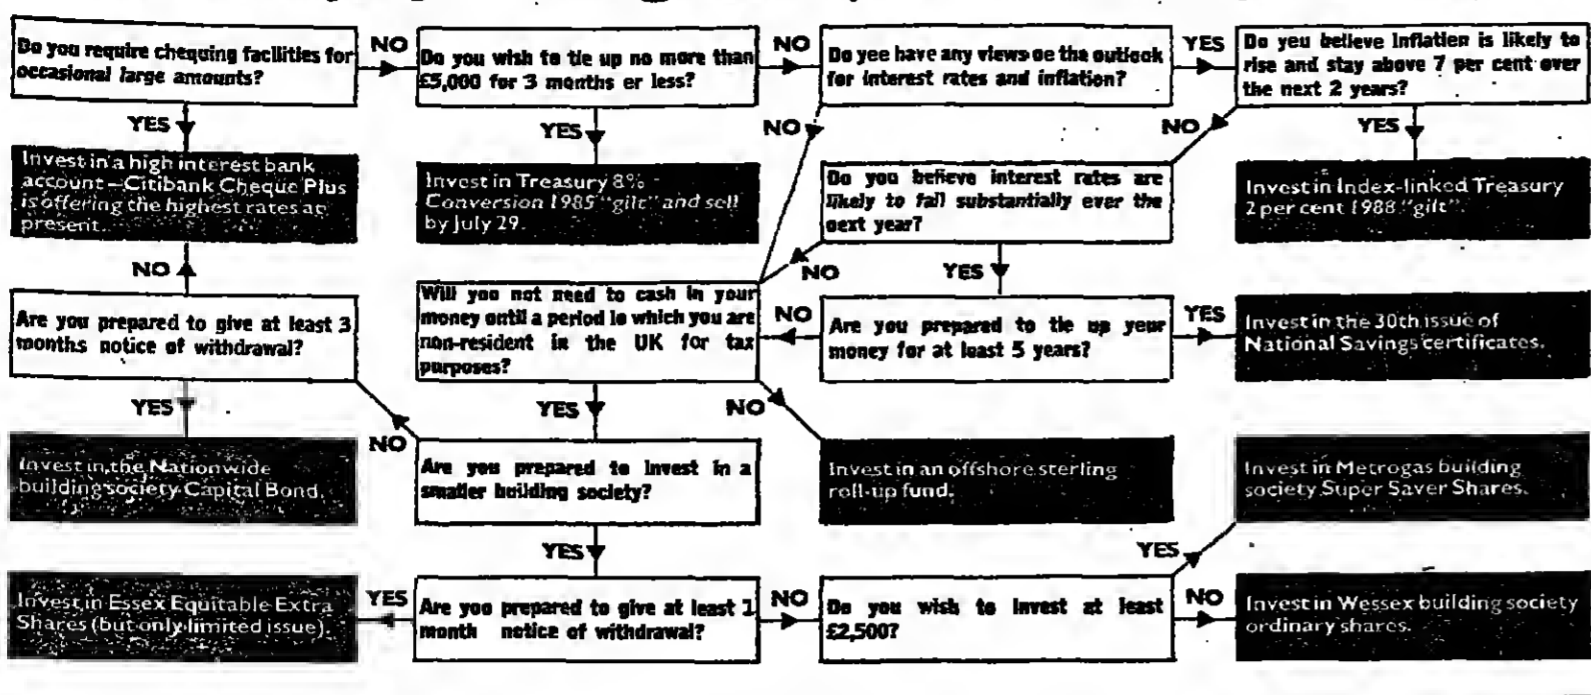 Do you require chequing facilities for
occasional large amounts?
NO
Do you wish to tie up no more than
£5,000 for 3 months er less?
NO
Do yee have any views oe the outlook
for interest rates and inflation?
YES
Do you believe Inflatien is likely to
rise and stay above 7 per cent over
the next 2 years?
YES
YES
NO
NO
YES
Invest in a high interest bank
account – Citibank Cheque Plus
is offering the highest rates at
present.
Invest in Treasury 8%
Conversion 1985 "gilt" and sell
by July 29.
Do you believe interest rates are
likely to fall substantially ever the
next year?
Invest in Index-linked Treasury
2 per cent 1988 "gilt".
NO
NO
YES
Are you prepared to give at least 3
months notice of withdrawal?
Will you not need to cash in your
money until a period in which you are
non-resident in the UK for tax
purposes?
NO
Are you prepared to tie up your
money for at least 5 years?
YES
Invest in the 30th issue of
National Savings certificates.
YES
NO
YES
NO
Invest in the Nationwide
building society Capital Bond.
Are you prepared to invest in a
smaller building society?
Invest in an offshore sterling
roll-up fund.
Invest in Metrogas building
society Super Saver Shares.
YES
YES
Invest in Essex Equitable Extra
Shares (but only limited issue).
YES
Are you prepared to give at least 1
month notice of withdrawal?
NO
Do you wish to invest at least
£2,500?
NO
Invest in Wessex building society
ordinary shares.